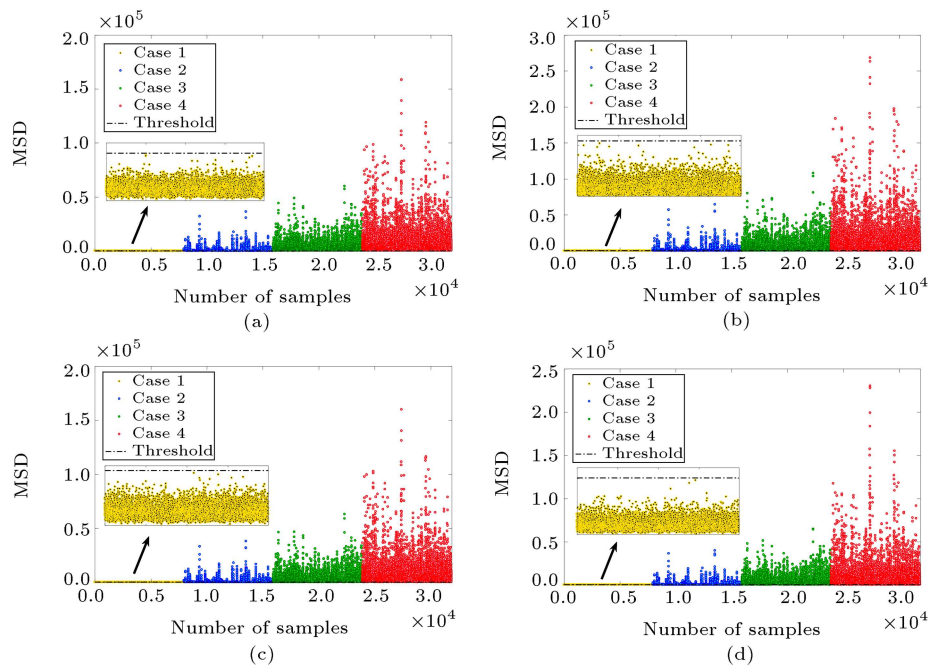 ×10^5
2.0
1.5
1.0
0.5
0.0
MSD
Case 1
Case 2
Case 3
Case 4
Threshold
0.0 0.5 1.0 1.5 2.0 2.5 3.0
×10^4
Number of samples
(a)
×10^5
3.0
2.5
2.0
1.5
1.0
0.5
0.0
MSD
Case 1
Case 2
Case 3
Case 4
Threshold
0.0 0.5 1.0 1.5 2.0 2.5 3.0
×10^4
Number of samples
(b)
×10^5
2.0
1.5
1.0
0.5
0.0
MSD
Case 1
Case 2
Case 3
Case 4
Threshold
0.0 0.5 1.0 1.5 2.0 2.5 3.0
×10^4
Number of samples
(c)
×10^5
2.5
2.0
1.5
1.0
0.5
0.0
MSD
Case 1
Case 2
Case 3
Case 4
Threshold
0.0 0.5 1.0 1.5 2.0 2.5 3.0
×10^4
Number of samples
(d)